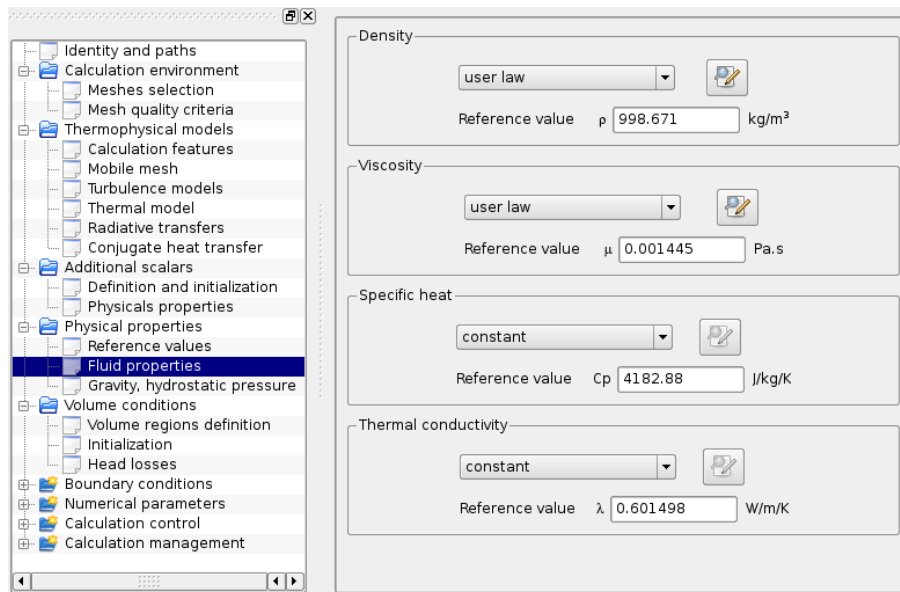 Identity and paths
Calculation environment
Meshes selection
Mesh quality criteria
Thermophysical models
Calculation features
Mobile mesh
Turbulence models
Thermal model
Radiative transfers
Conjugate heat transfer
Additional scalars
Definition and initialization
Physicals properties
Physical properties
Reference values
Fluid properties
Gravity, hydrostatic pressure
Volume conditions
Volume regions definition
Initialization
Head losses
Boundary conditions
Numerical parameters
Calculation control
Calculation management
Density
user law
Reference value ρ 998.671 kg/m³
Viscosity
user law
Reference value μ 0.001445 Pa.s
Specific heat
constant
Reference value Cp 4182.88 J/kg/K
Thermal conductivity
constant
Reference value λ 0.601498 W/m/K